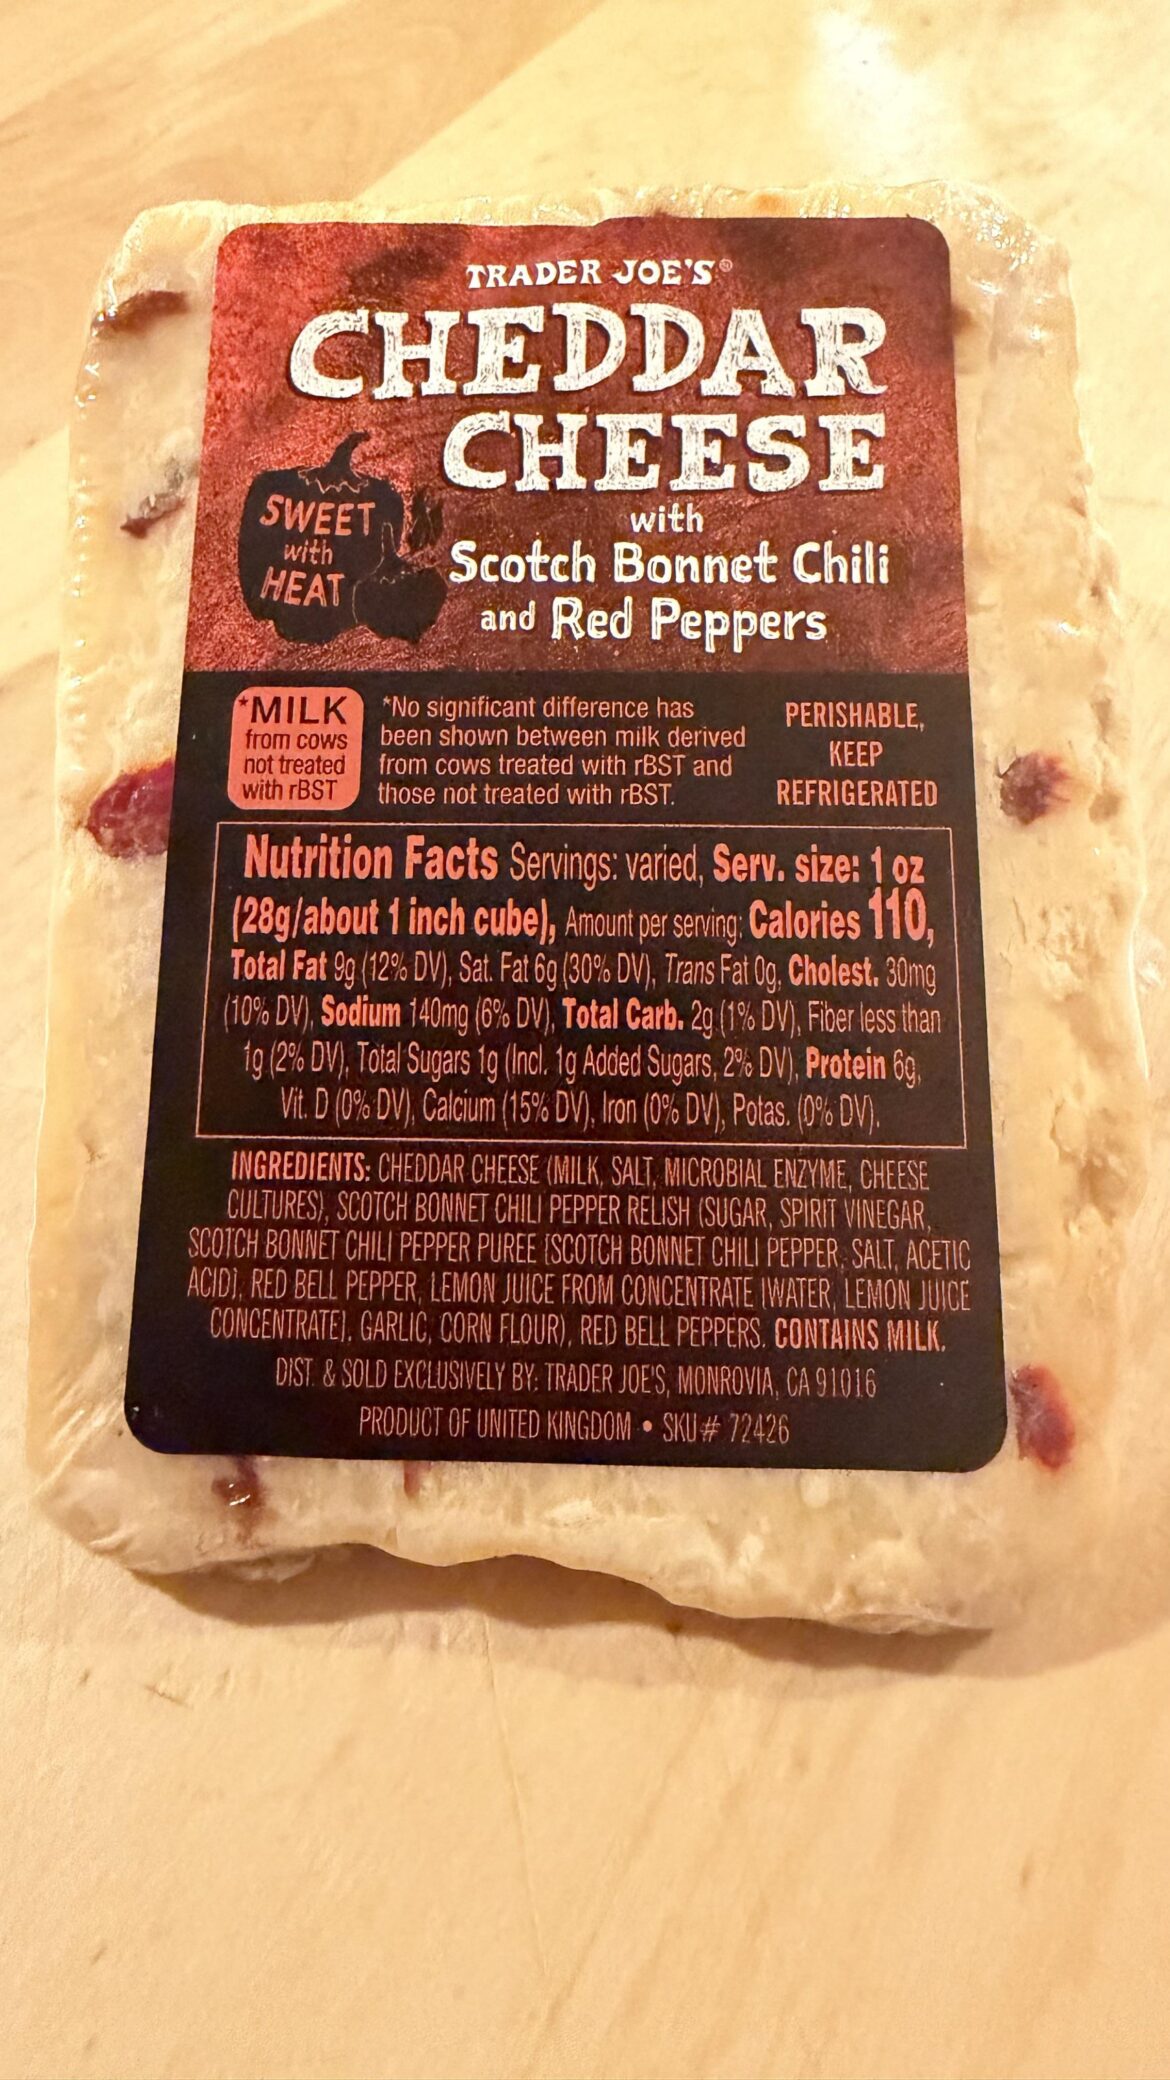 TRADER JOE'S®
CHEDDAR
CHEESE
with
Scotch Bonnet Chili
and Red Peppers
SWEET
with
HEAT
*MILK
from cows
not treated
with rBST
*No significant difference has
been shown between milk derived
from cows treated with rBST and
those not treated with rBST.
PERISHABLE,
KEEP
REFRIGERATED
Nutrition Facts Servings: varied, Serv. size: 1 oz
(28g/about 1 inch cube), Amount per serving: Calories 110,
Total Fat 9g (12% DV), Sat. Fat 6g (30% DV), Trans Fat 0g, Cholest. 30mg
(10% DV), Sodium 140mg (6% DV), Total Carb. 2g (1% DV), Fiber less than
1g (2% DV), Total Sugars 1g (Incl. 1g Added Sugars, 2% DV), Protein 6g,
Vit. D (0% DV), Calcium (15% DV), Iron (0% DV), Potas. (0% DV).
INGREDIENTS: CHEDDAR CHEESE (MILK, SALT, MICROBIAL ENZYME, CHEESE
CULTURES), SCOTCH BONNET CHILI PEPPER RELISH (SUGAR, SPIRIT VINEGAR,
SCOTCH BONNET CHILI PEPPER PUREE [SCOTCH BONNET CHILI PEPPER, SALT, ACETIC
ACID], RED BELL PEPPER, LEMON JUICE FROM CONCENTRATE [WATER, LEMON JUICE
CONCENTRATE], GARLIC, CORN FLOUR), RED BELL PEPPERS. CONTAINS MILK.
DIST. & SOLD EXCLUSIVELY BY: TRADER JOE'S, MONROVIA, CA 91016
PRODUCT OF UNITED KINGDOM • SKU# 72426